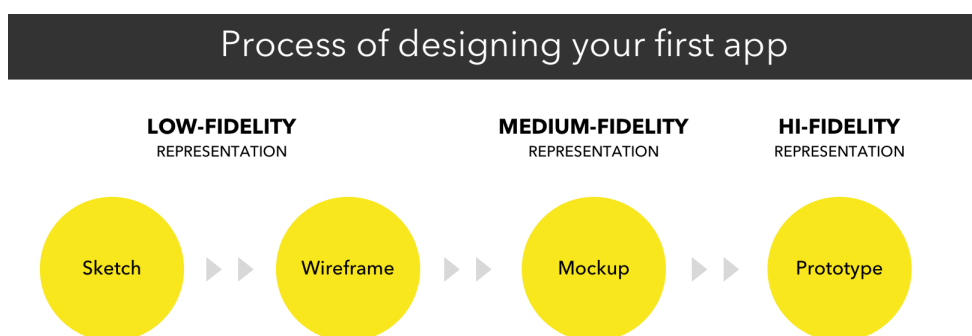 Process of designing your first app
LOW-FIDELITY
REPRESENTATION
MEDIUM-FIDELITY
REPRESENTATION
HI-FIDELITY
REPRESENTATION
Sketch
Wireframe
Mockup
Prototype